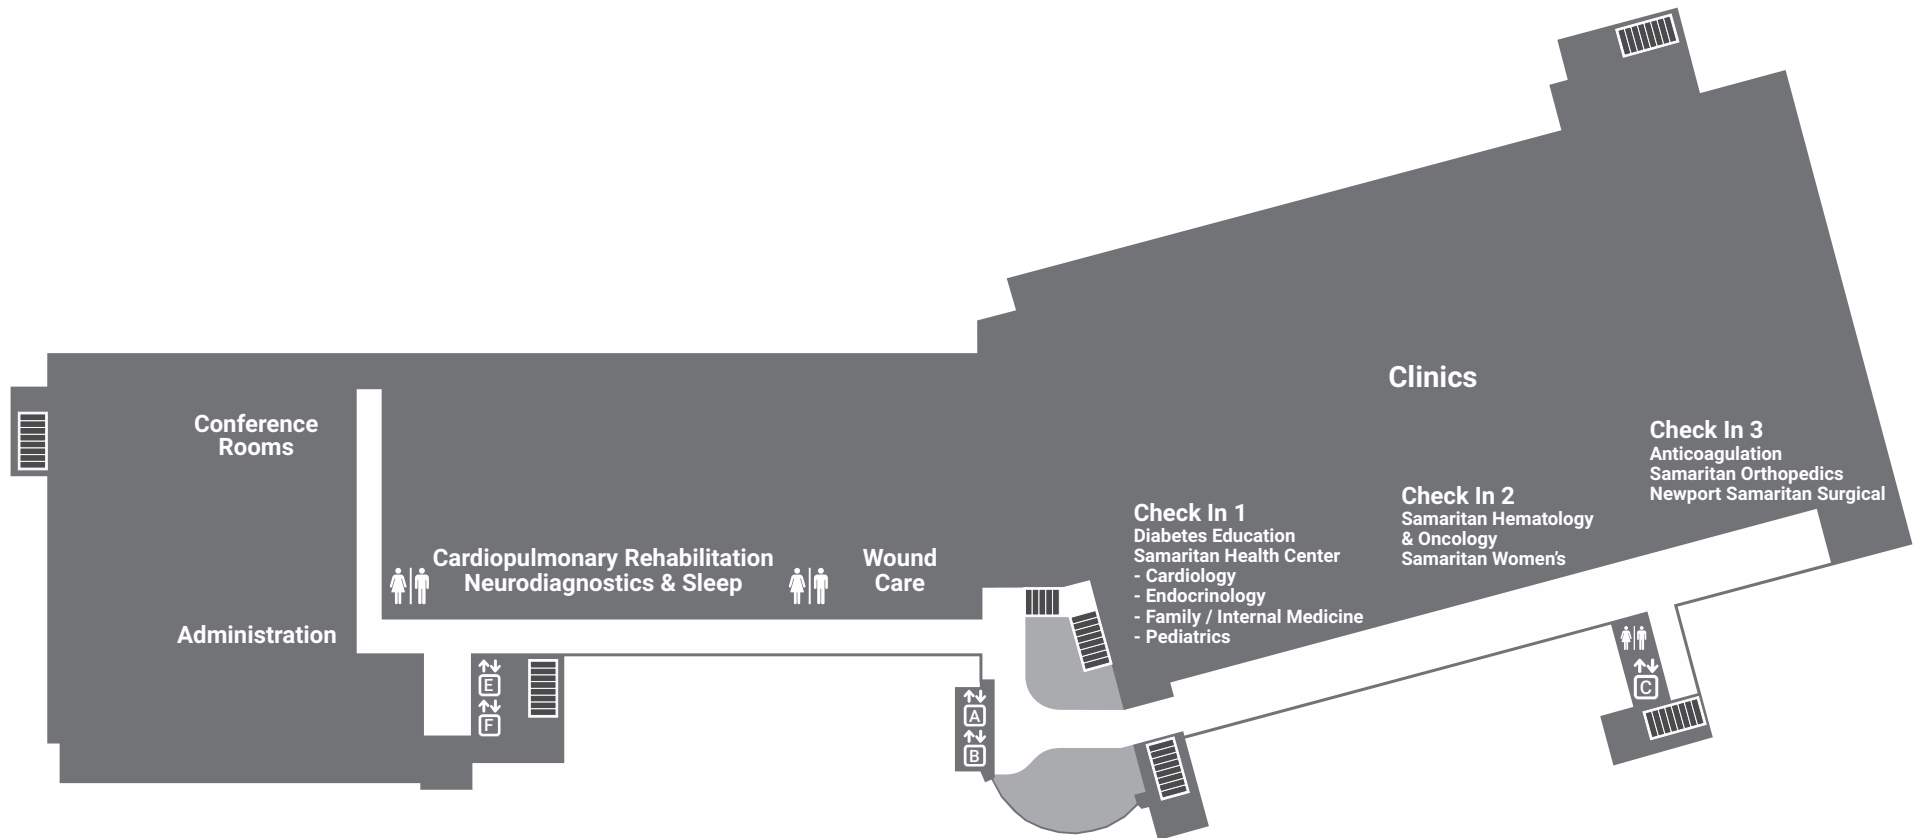 Clinics
Conference
Rooms
Administration
Cardiopulmonary Rehabilitation
Neurodiagnostics & Sleep
Wound
Care
E
F
A
B
Check In 1
Diabetes Education
Samaritan Health Center
- Cardiology
- Endocrinology
- Family / Internal Medicine
- Pediatrics
Check In 2
Samaritan Hematology
& Oncology
Samaritan Women’s
Check In 3
Anticoagulation
Samaritan Orthopedics
Newport Samaritan Surgical
C